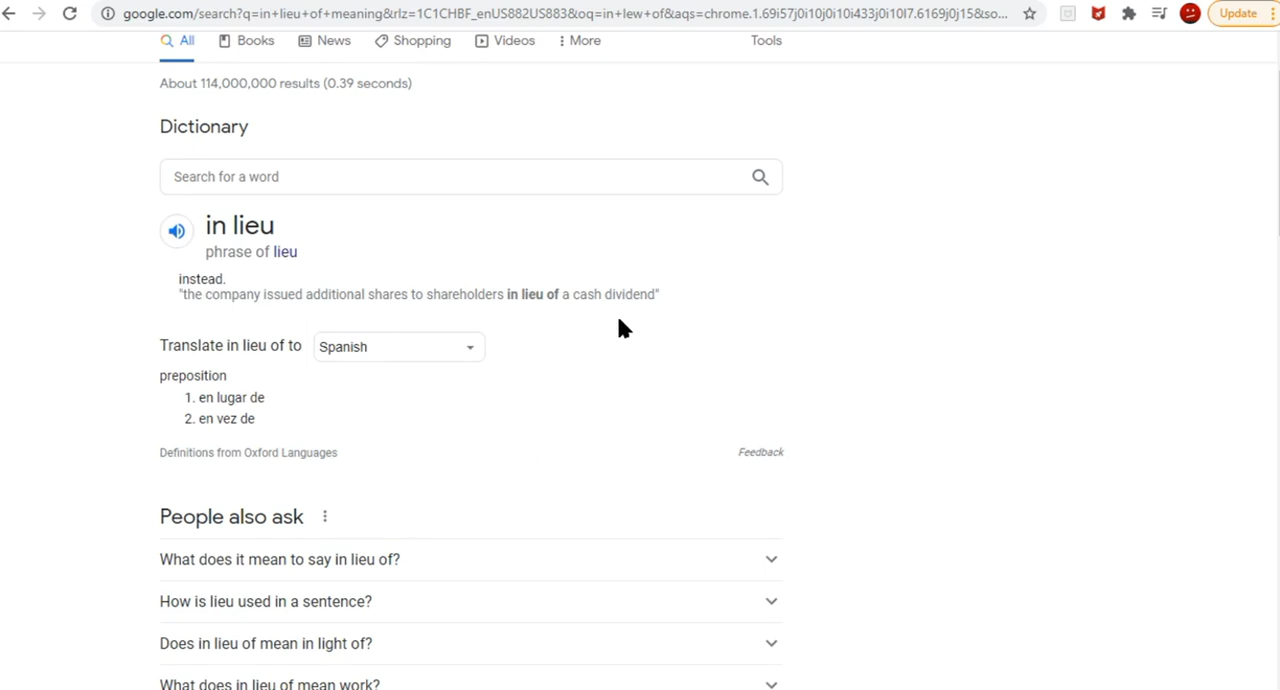 google.com/search?q=in+lieu+of+meaning&rlz=1C1CHBF_enUS882US883&oq=in+lew+of&aqs=chrome.1.69i57j0i10j0i10i433j0i10l7.6169j0j15&so...
Update
All Books News Shopping Videos More Tools
About 114,000,000 results (0.39 seconds)
Dictionary
Search for a word
in lieu
phrase of lieu
instead.
"the company issued additional shares to shareholders in lieu of a cash dividend"
Translate in lieu of to Spanish
preposition
1. en lugar de
2. en vez de
Definitions from Oxford Languages Feedback
People also ask
What does it mean to say in lieu of?
How is lieu used in a sentence?
Does in lieu of mean in light of?
What does in lieu of mean work?